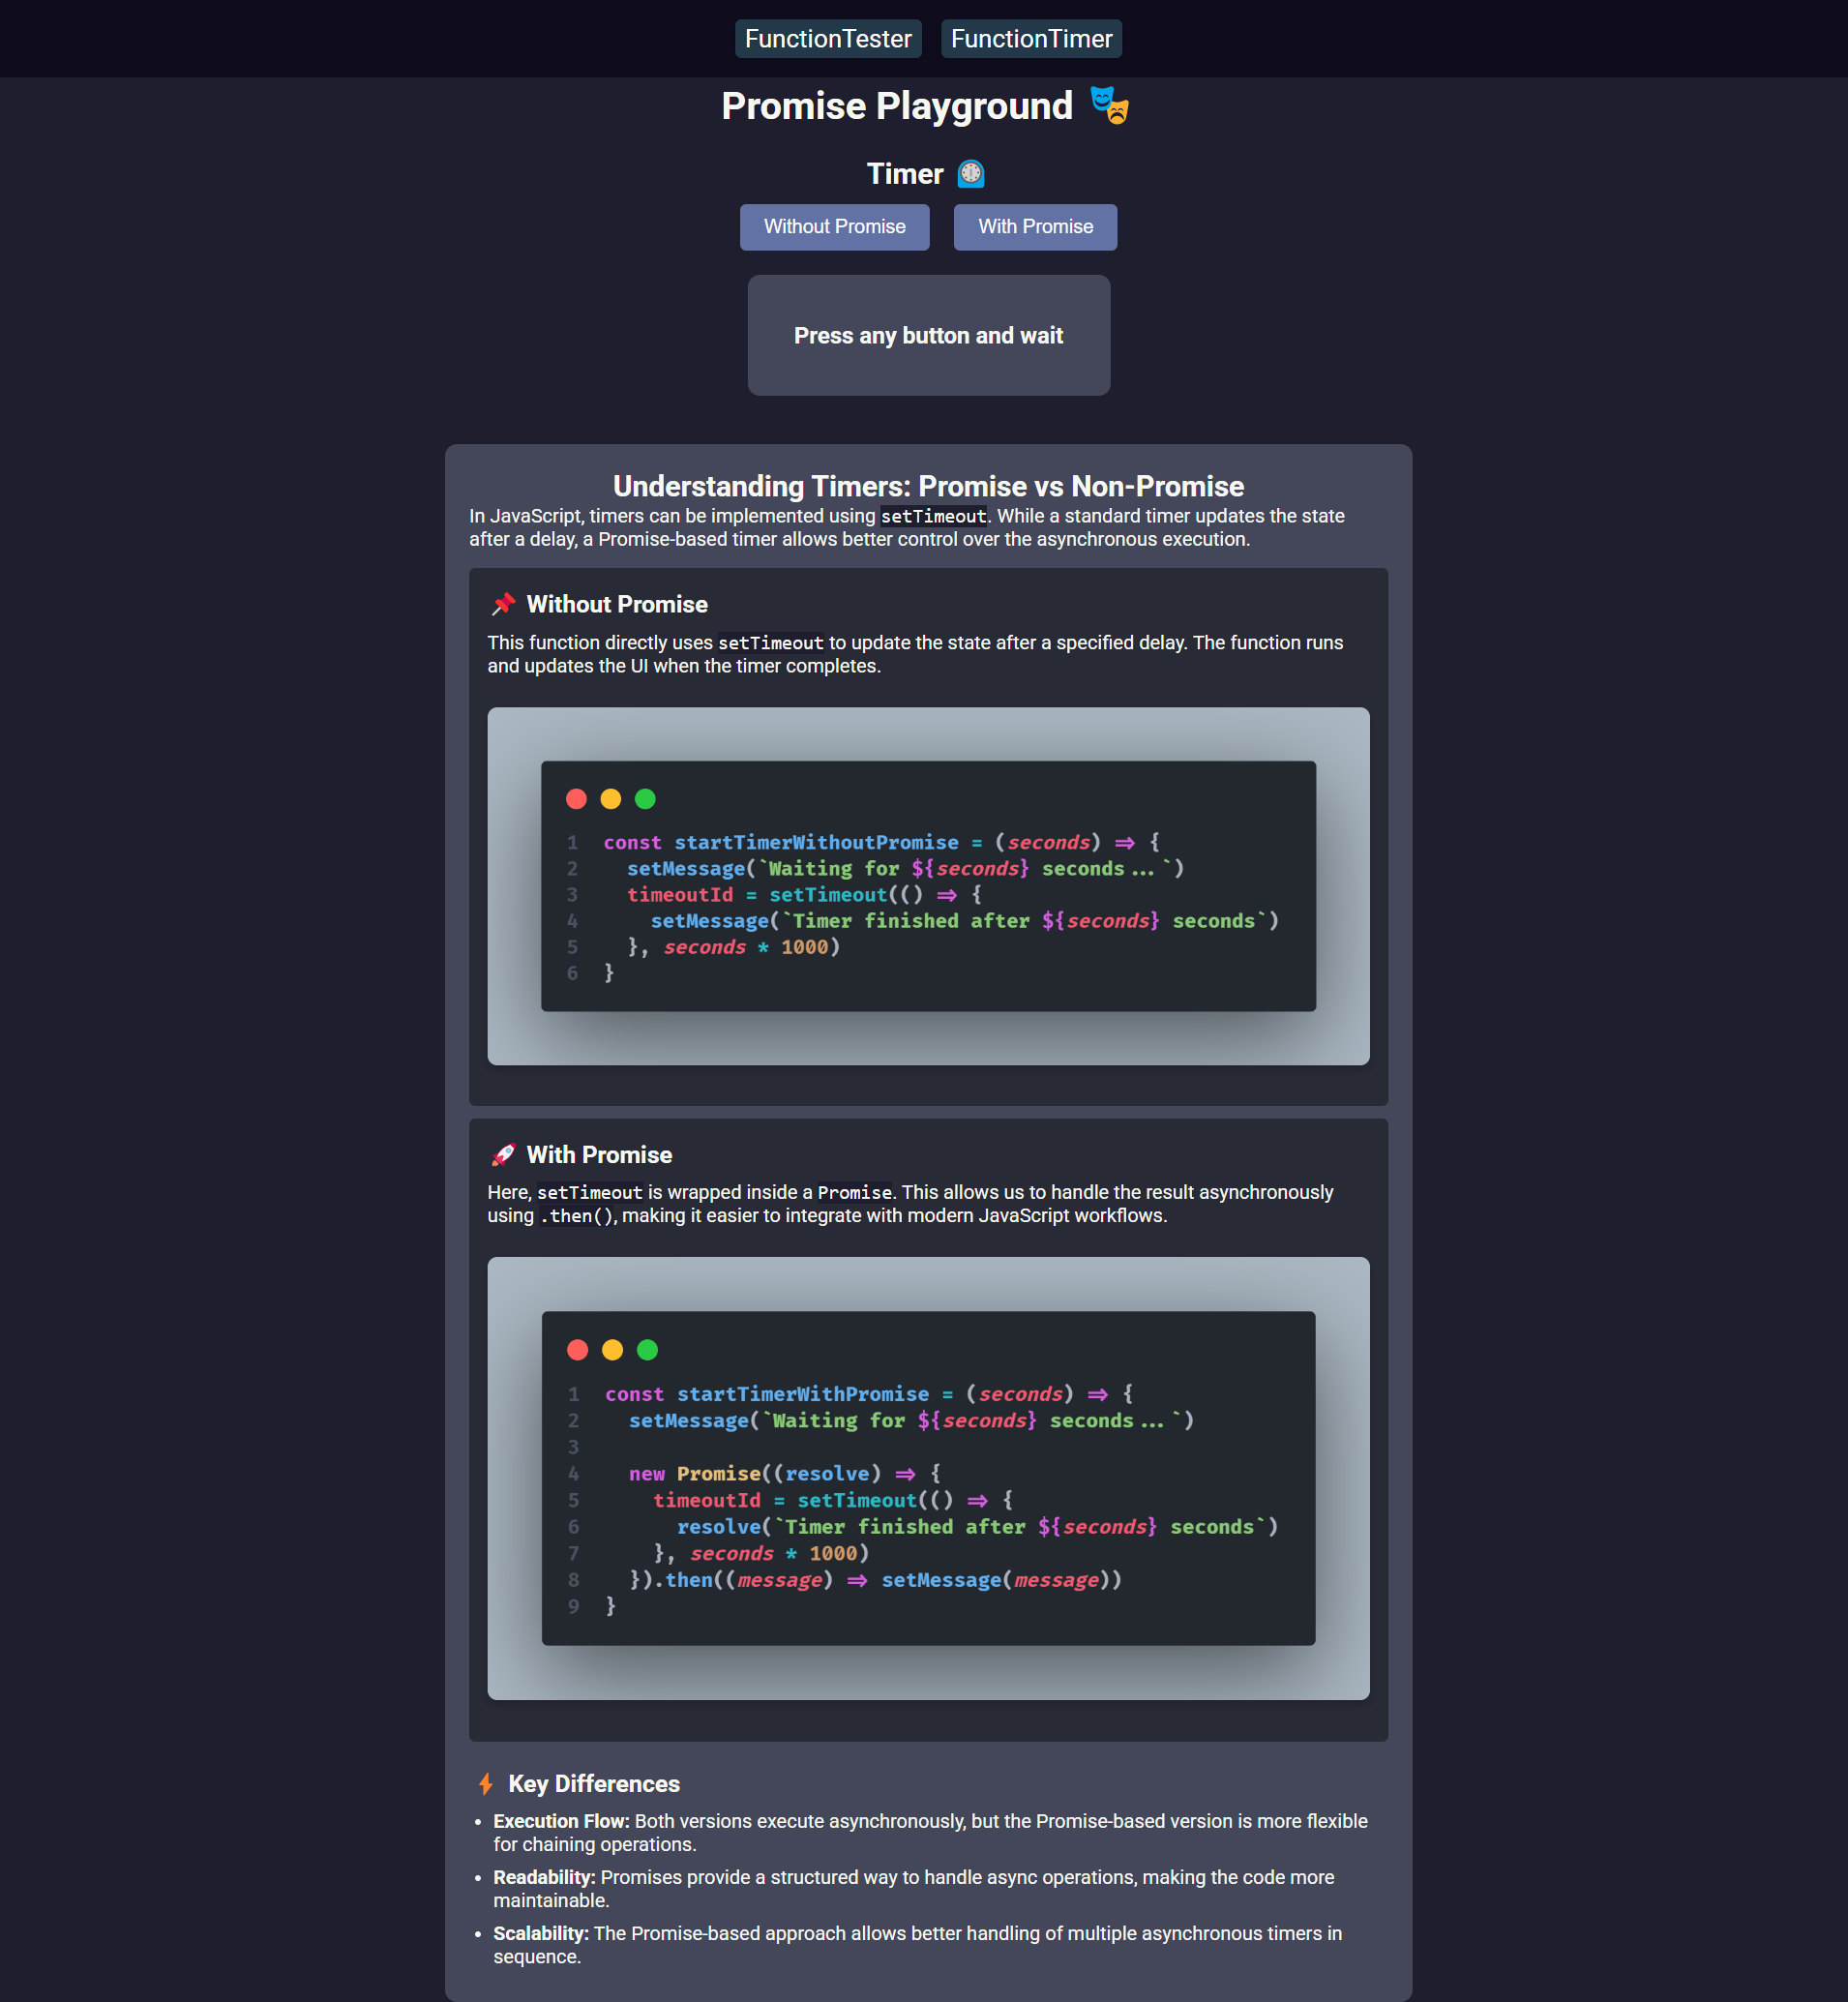 FunctionTester FunctionTimer
Promise Playground 🎭
Timer ⏲️
Without Promise With Promise
Press any button and wait
Understanding Timers: Promise vs Non-Promise
In JavaScript, timers can be implemented using setTimeout. While a standard timer updates the state
after a delay, a Promise-based timer allows better control over the asynchronous execution.
📌 Without Promise
This function directly uses setTimeout to update the state after a specified delay. The function runs
and updates the UI when the timer completes.
1 const startTimerWithoutPromise = (seconds) => {
2   setMessage(`Waiting for ${seconds} seconds...`)
3   timeoutId = setTimeout(() => {
4     setMessage(`Timer finished after ${seconds} seconds`)
5   }, seconds * 1000)
6 }
🚀 With Promise
Here, setTimeout is wrapped inside a Promise. This allows us to handle the result asynchronously
using .then(), making it easier to integrate with modern JavaScript workflows.
1 const startTimerWithPromise = (seconds) => {
2   setMessage(`Waiting for ${seconds} seconds...`)
3
4   new Promise((resolve) => {
5     timeoutId = setTimeout(() => {
6       resolve(`Timer finished after ${seconds} seconds`)
7     }, seconds * 1000)
8   }).then((message) => setMessage(message))
9 }
⚡ Key Differences
• Execution Flow: Both versions execute asynchronously, but the Promise-based version is more flexible
for chaining operations.
• Readability: Promises provide a structured way to handle async operations, making the code more
maintainable.
• Scalability: The Promise-based approach allows better handling of multiple asynchronous timers in
sequence.